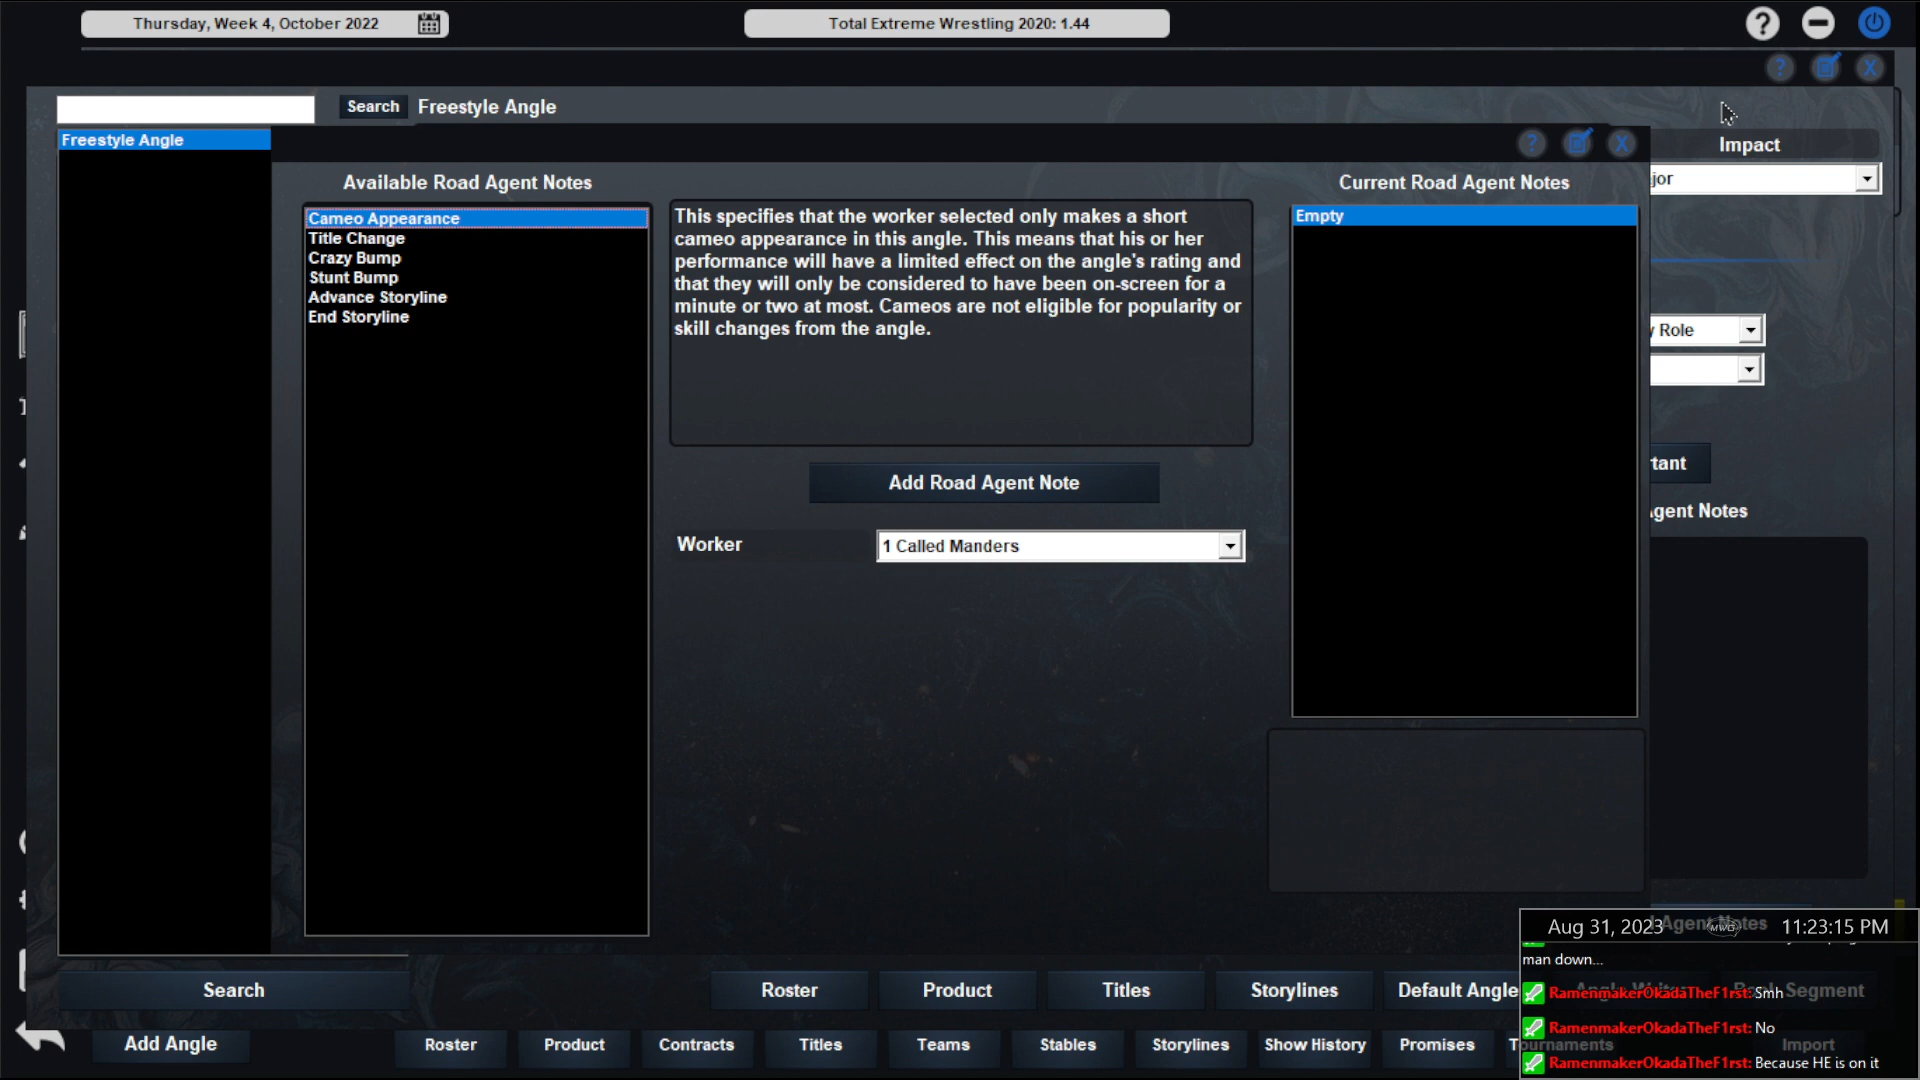 Thursday, Week 4, October 2022
Total Extreme Wrestling 2020: 1.44
Search
Freestyle Angle
Freestyle Angle
Impact
jor
Available Road Agent Notes
Current Road Agent Notes
Cameo Appearance
Title Change
Crazy Bump
Stunt Bump
Advance Storyline
End Storyline
This specifies that the worker selected only makes a short
cameo appearance in this angle. This means that his or her
performance will have a limited effect on the angle's rating and
that they will only be considered to have been on-screen for a
minute or two at most. Cameos are not eligible for popularity or
skill changes from the angle.
Empty
Role
Add Road Agent Note
tant
Worker
1 Called Manders
gent Notes
Aug 31, 2023
Agent Notes
MWG
11:23:15 PM
man down...
Search
Roster
Product
Titles
Storylines
Default Angle
Segment
RamenmakerOkadaTheF1rst: Smh
RamenmakerOkadaTheF1rst: No
Add Angle
Roster
Product
Contracts
Titles
Teams
Stables
Storylines
Show History
Promises
Tournaments
Import
RamenmakerOkadaTheF1rst: Because HE is on it